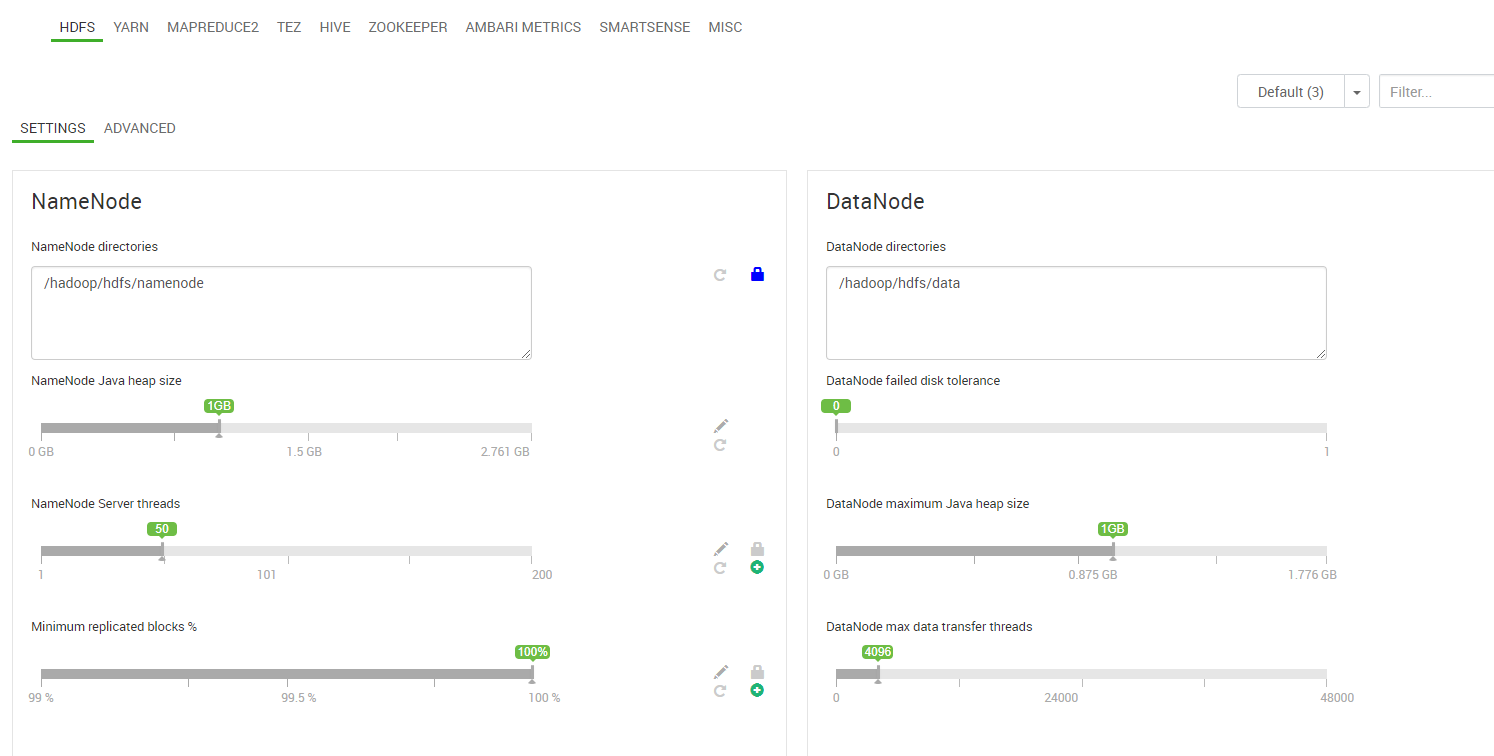 HDFS YARN MAPREDUCE2 TEZ HIVE ZOOKEEPER AMBARI METRICS SMARTSENSE MISC
Default (3) Filter...
SETTINGS ADVANCED
NameNode
NameNode directories
/hadoop/hdfs/namenode
NameNode Java heap size
1GB
0 GB 1.5 GB 2.761 GB
NameNode Server threads
50
1 101 200
Minimum replicated blocks %
100%
99 % 99.5 % 100 %
DataNode
DataNode directories
/hadoop/hdfs/data
DataNode failed disk tolerance
0
0 1
DataNode maximum Java heap size
1GB
0 GB 0.875 GB 1.776 GB
DataNode max data transfer threads
4096
0 24000 48000